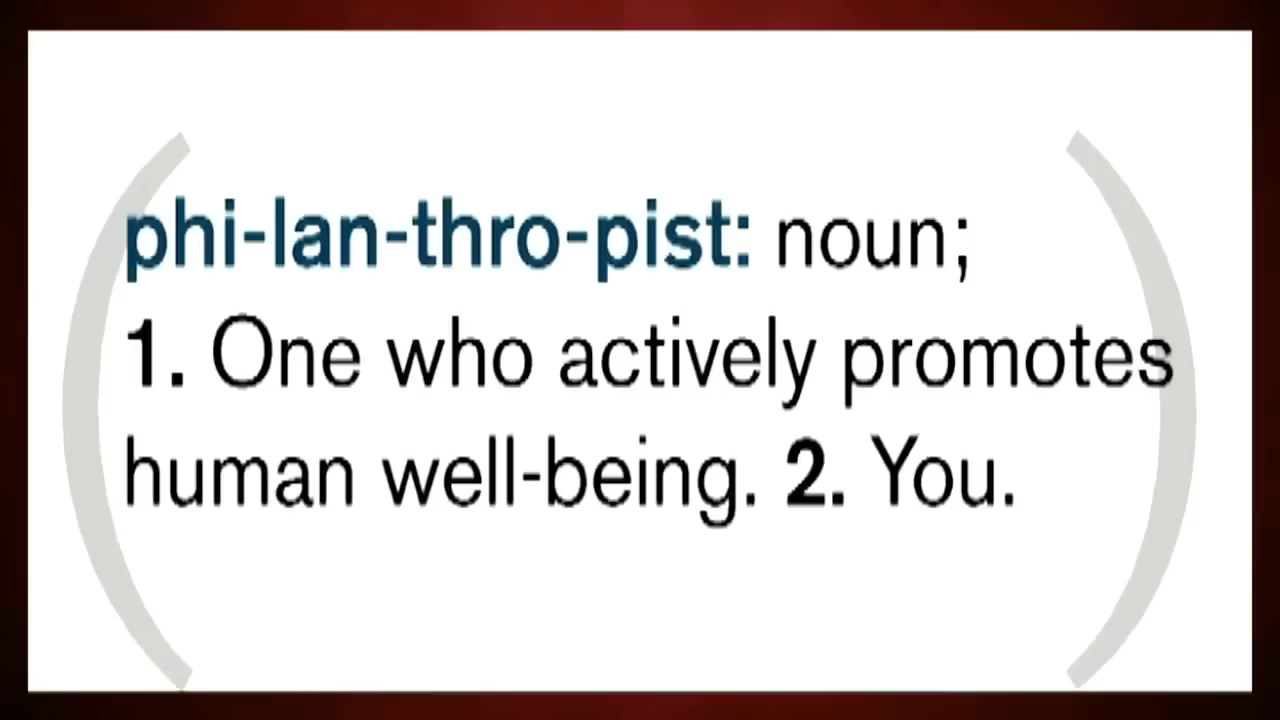 phi-lan-thro-pist: noun;
1. One who actively promotes
human well-being. 2. You.